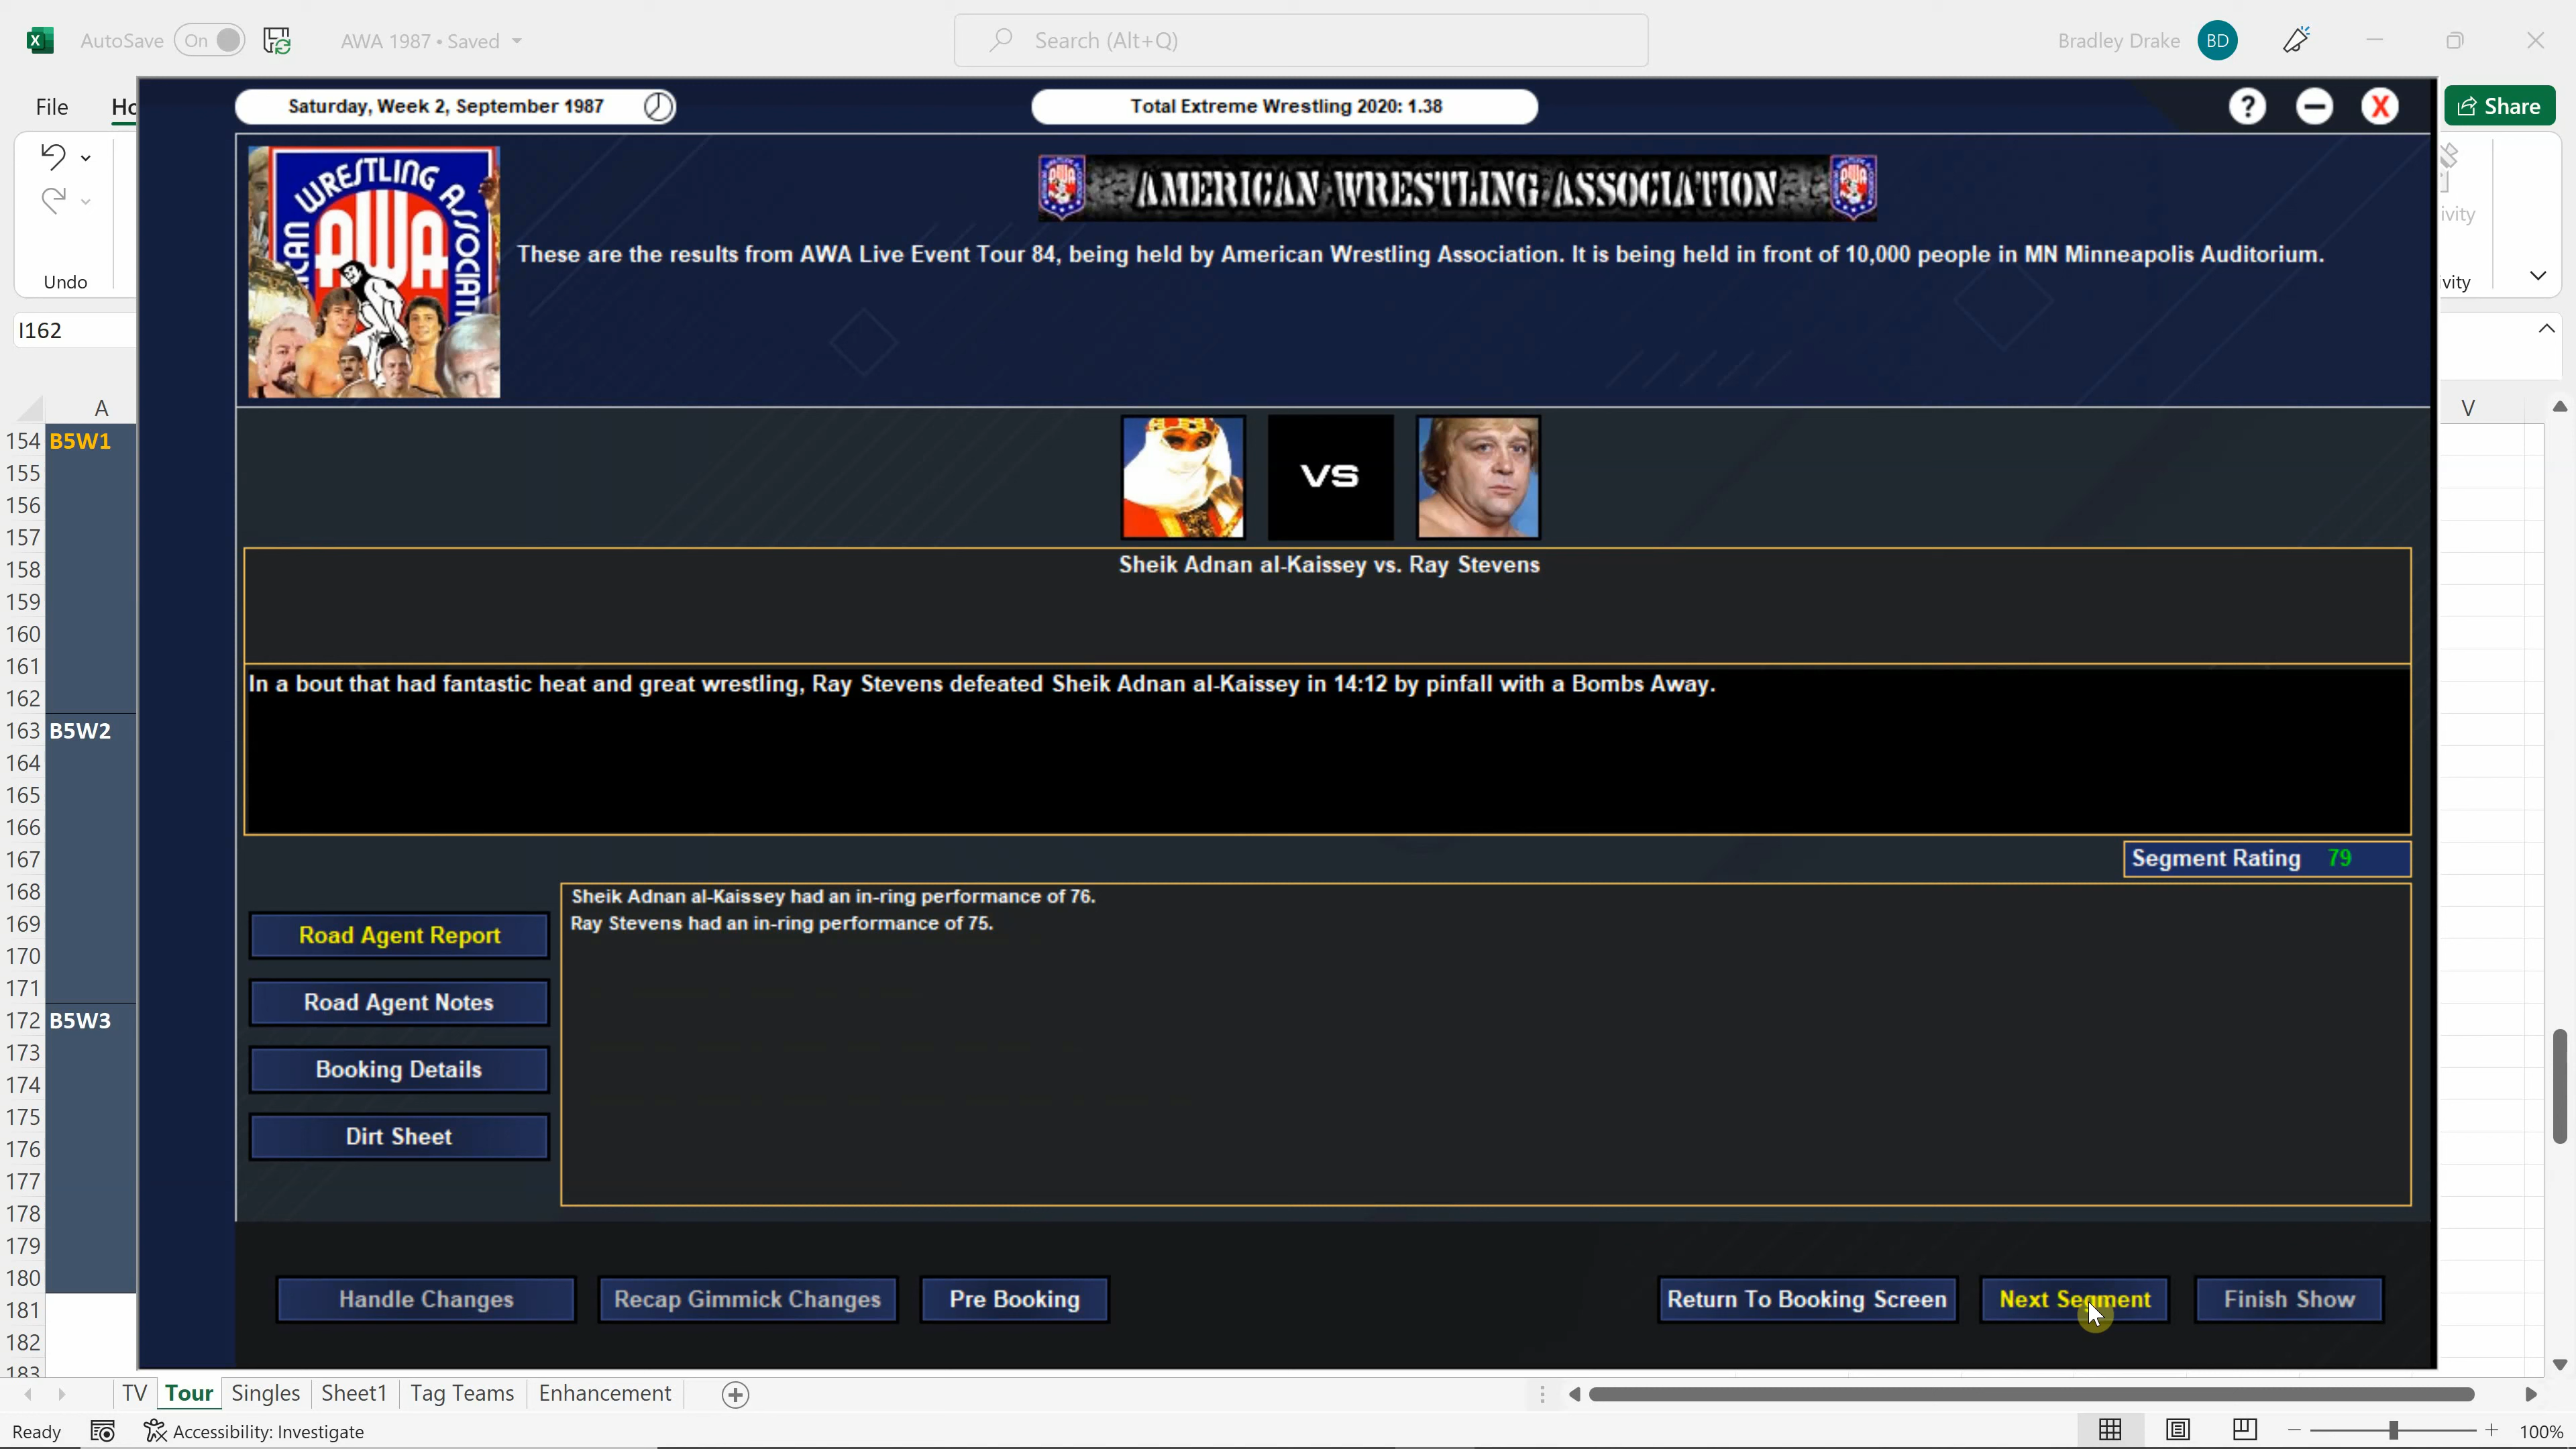 AutoSave On AWA 1987 • Saved Search (Alt+Q) Bradley Drake BD
File Ho Share
Saturday, Week 2, September 1987
Total Extreme Wrestling 2020: 1.38
? X
Undo
ivity
ivity
AMERICAN WRESTLING ASSOCIATION
AWA
AMERICAN WRESTLING ASSOCIATION
These are the results from AWA Live Event Tour 84, being held by American Wrestling Association. It is being held in front of 10,000 people in MN Minneapolis Auditorium.
I162
A V
VS
Sheik Adnan al-Kaissey vs. Ray Stevens
In a bout that had fantastic heat and great wrestling, Ray Stevens defeated Sheik Adnan al-Kaissey in 14:12 by pinfall with a Bombs Away.
Segment Rating 79
Sheik Adnan al-Kaissey had an in-ring performance of 76.
Ray Stevens had an in-ring performance of 75.
Road Agent Report
Road Agent Notes
Booking Details
Dirt Sheet
Handle Changes Recap Gimmick Changes Pre Booking Return To Booking Screen Next Segment Finish Show
154 B5W1
155
156
157
158
159
160
161
162
163 B5W2
164
165
166
167
168
169
170
171
172 B5W3
173
174
175
176
177
178
179
180
181
182
183
TV Tour Singles Sheet1 Tag Teams Enhancement
Ready Accessibility: Investigate 100%